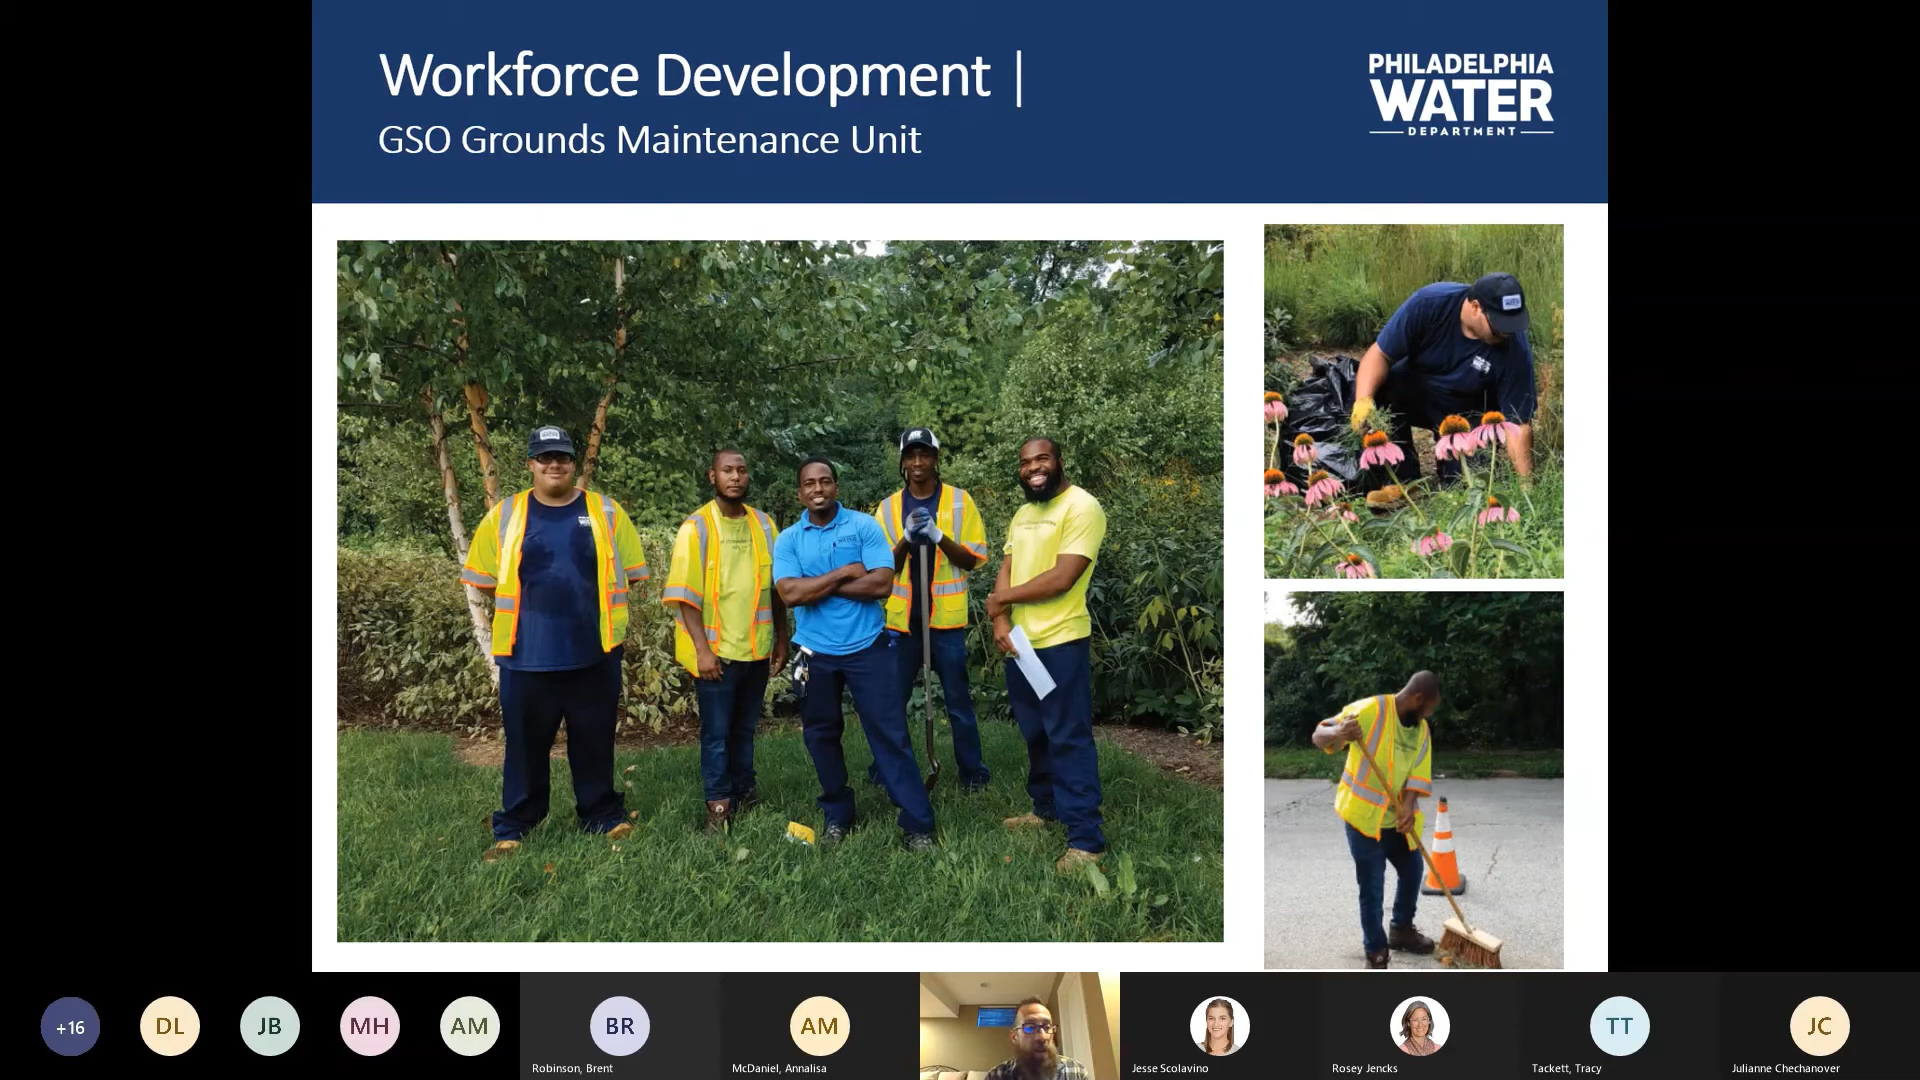 Workforce Development |
GSO Grounds Maintenance Unit
PHILADELPHIA
WATER
DEPARTMENT
+16
DL
JB
MH
AM
BR
Robinson, Brent
AM
McDaniel, Annalisa
Jesse Scolavino
Rosey Jencks
TT
Tackett, Tracy
JC
Julianne Chechanover